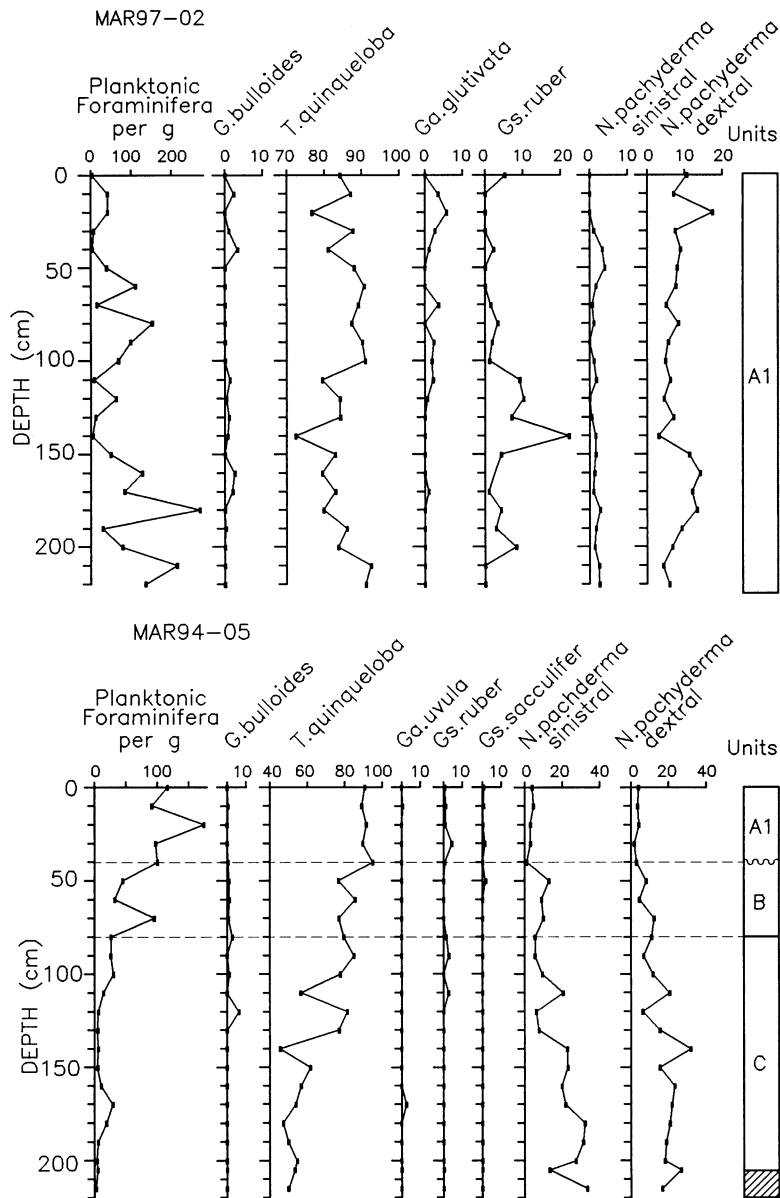 MAR97-02
Planktonic
Foraminifera
per g
G.bulloides
T.quinqueloba
Ga.glutivata
Gs.ruber
N.pachyderma
sinistral
N.pachyderma
dextral
Units
0 100 200
0 10
70 80 90 100
0 10
0 10 20
0 10
0 10 20
0
50
100
150
200
DEPTH (cm)
A1
MAR94-05
Planktonic
Foraminifera
per g
G.bulloides
T.quinqueloba
Ga.uvula
Gs.ruber
Gs.sacculifer
N.pachderma
sinistral
N.pachyderma
dextral
Units
0 100
0 10
40 60 80 100
10
10
10
0 20 40
0 20 40
0
50
100
150
200
DEPTH (cm)
A1
B
C